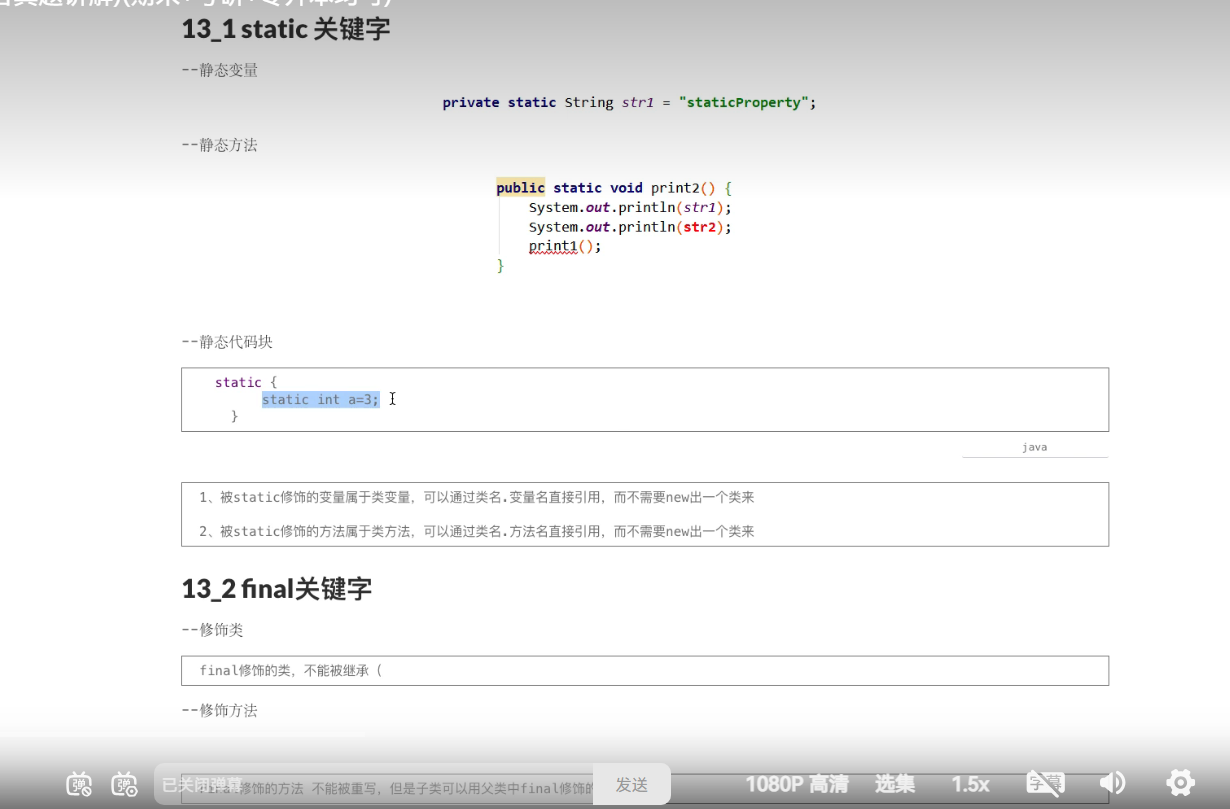 13_1 static 关键字
--静态变量
private static String str1 = "staticProperty";
--静态方法
public static void print2() {
System.out.println(str1);
System.out.println(str2);
print1();
}
--静态代码块
static {
static int a=3;
}
java
1、被static修饰的变量属于类变量，可以通过类名.变量名直接引用，而不需要new出一个类来
2、被static修饰的方法属于类方法，可以通过类名.方法名直接引用，而不需要new出一个类来
13_2 final关键字
--修饰类
final修饰的类，不能被继承（
--修饰方法
修饰的方法 不能被重写，但是子类可以用父类中final修饰的
弹
弹
已关闭弹幕
发送
1080P 高清
选集
1.5x
字幕